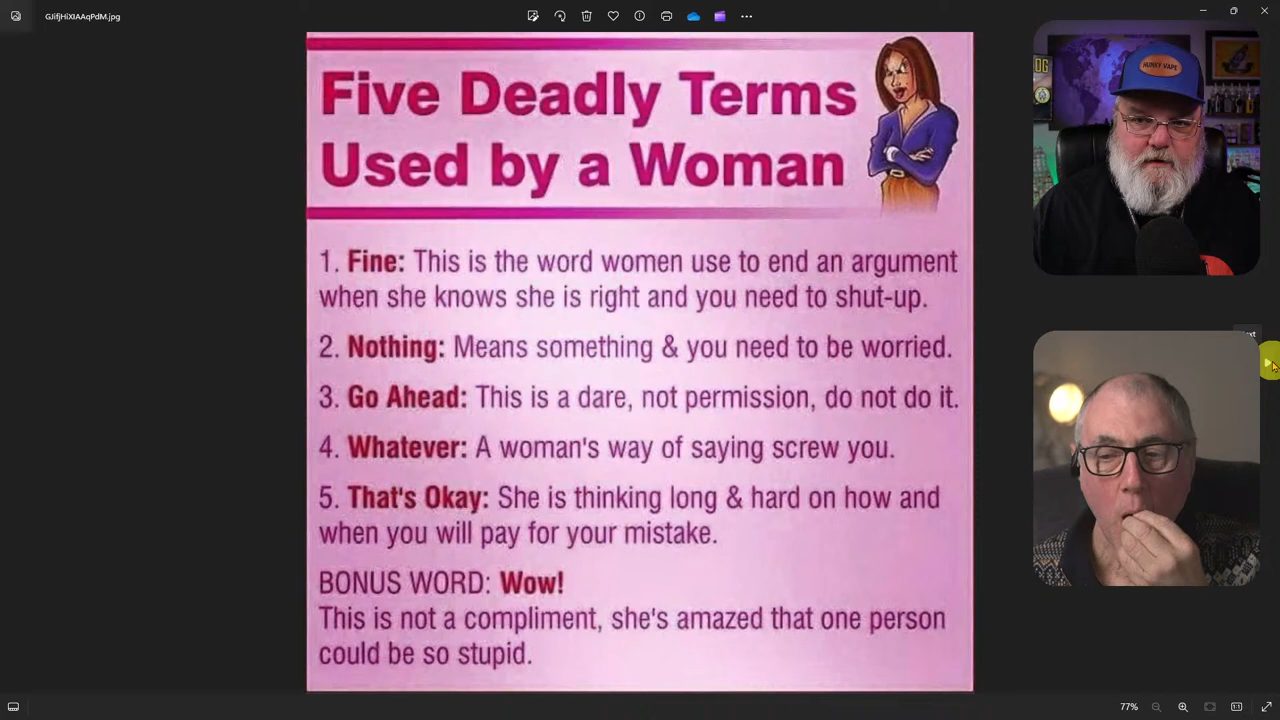 GJifjHiXIAAqPdM.jpg
Five Deadly Terms
Used by a Woman
1. Fine: This is the word women use to end an argument
when she knows she is right and you need to shut-up.
2. Nothing: Means something & you need to be worried.
3. Go Ahead: This is a dare, not permission, do not do it.
4. Whatever: A woman's way of saying screw you.
5. That's Okay: She is thinking long & hard on how and
when you will pay for your mistake.
BONUS WORD: Wow!
This is not a compliment, she's amazed that one person
could be so stupid.
HUNKY-VAPE
OG
77%